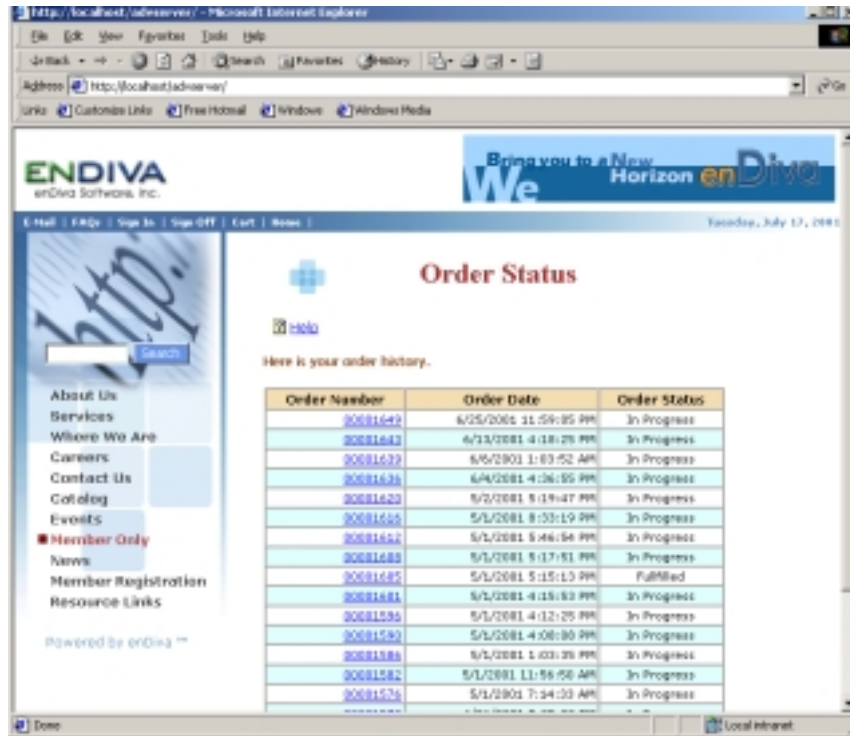 http://localhost/advserver/ - Microsoft Internet Explorer
File Edit View Favorites Tools Help
Back Search Favorites History
Address http://localhost/advserver/ Go
Links Customize Links Free Hotmail Windows Windows Media
ENDIVA
enDiva Software, Inc.
Bring you to a New
We Horizon enDiva
E-Mail | FAQs | Sign In | Sign Off | Cart | Home |
Tuesday, July 17, 2001
http:
Search
Order Status
Help
Here is your order history.
About Us
Services
Where We Are
Careers
Contact Us
Catalog
Events
Member Only
News
Member Registration
Resource Links
Powered by enDiva ™
Order Number Order Date Order Status
00001649 6/25/2001 11:59:05 PM In Progress
00001643 6/13/2001 4:18:25 PM In Progress
00001639 6/6/2001 1:03:52 AM In Progress
00001636 6/4/2001 4:36:55 PM In Progress
00001620 5/2/2001 5:19:47 PM In Progress
00001616 5/1/2001 8:33:19 PM In Progress
00001612 5/1/2001 5:46:54 PM In Progress
5/1/2001 5:17:51 PM In Progress
5/1/2001 5:15:13 PM Fullfilled
5/1/2001 4:15:53 PM In Progress
00001596 5/1/2001 4:12:25 PM In Progress
00001590 5/1/2001 4:00:00 PM In Progress
00001586 5/1/2001 1:03:35 PM In Progress
00001582 5/1/2001 11:56:50 AM In Progress
00001576 5/1/2001 7:14:33 AM In Progress
Done
Local intranet